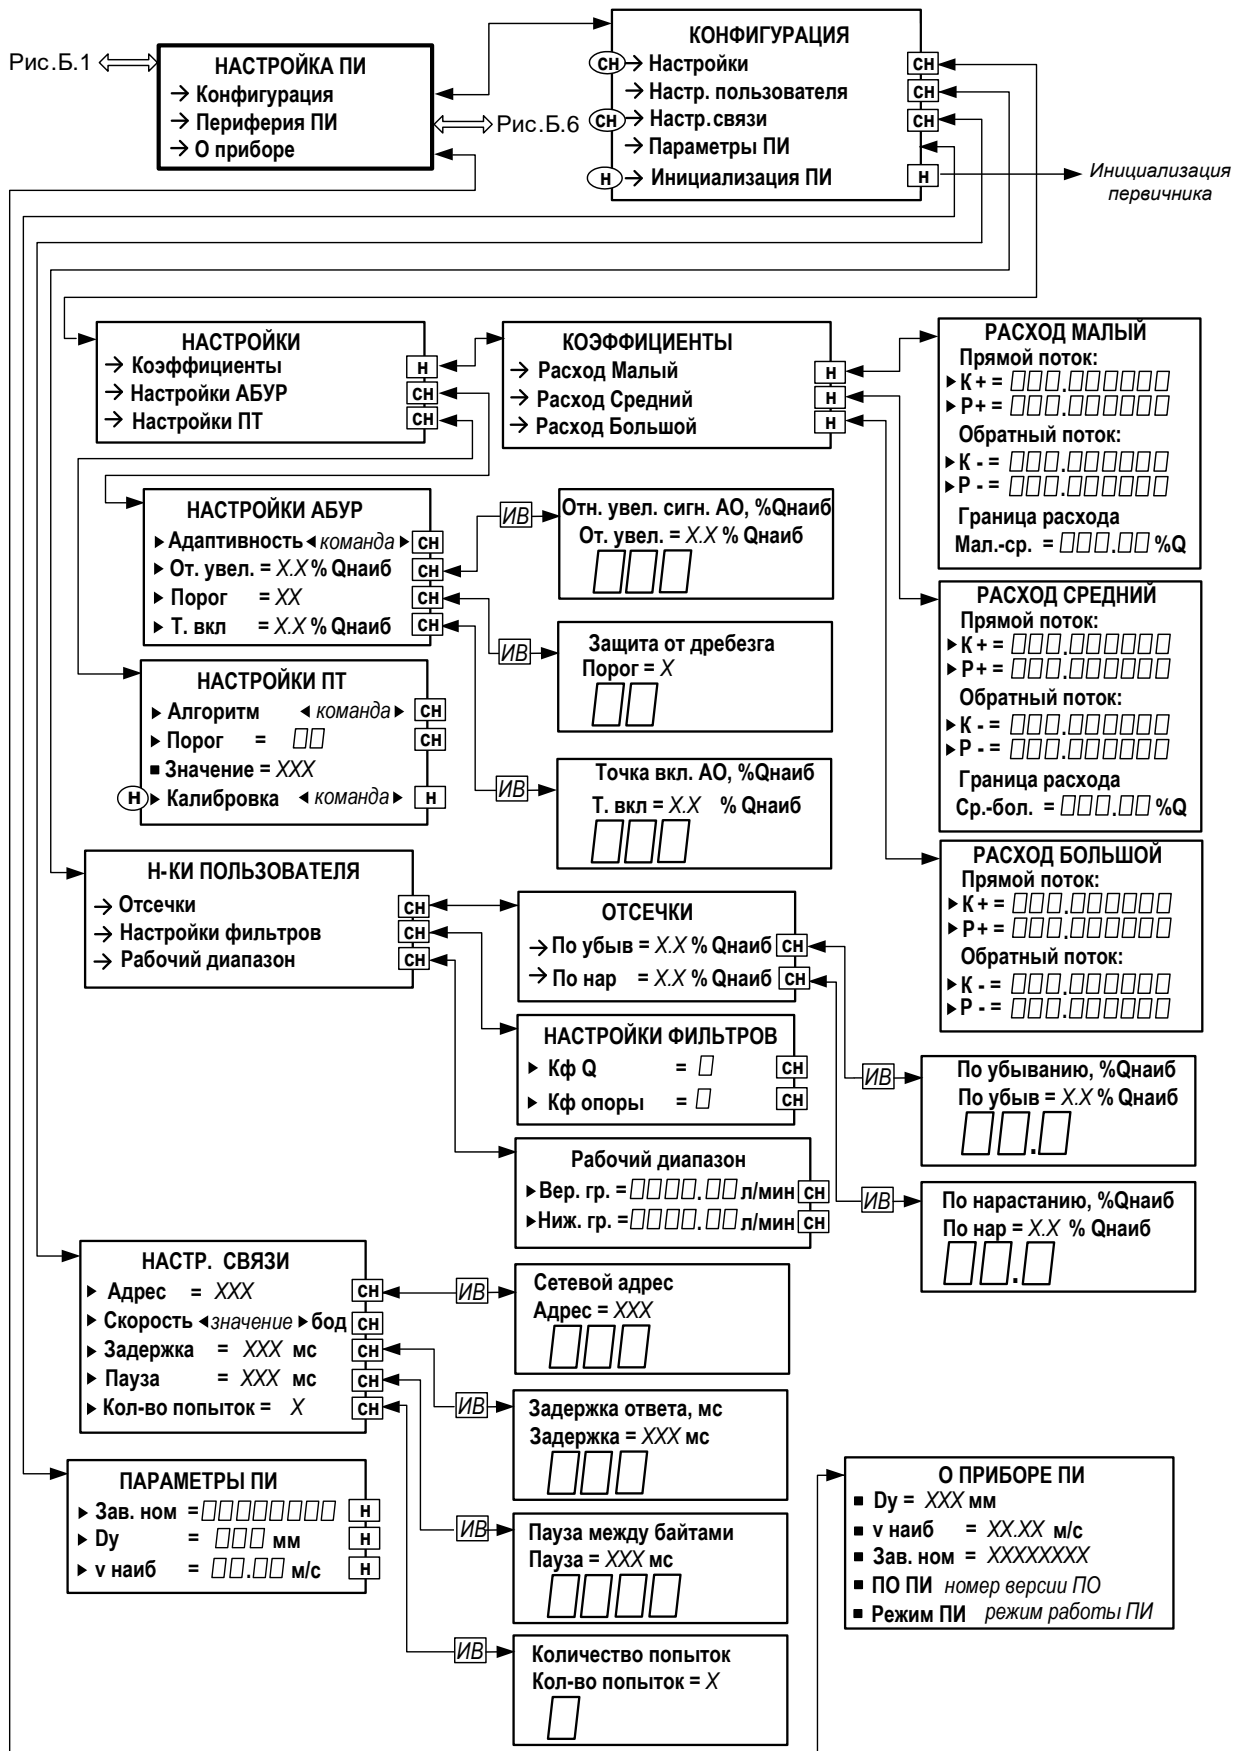 Рис.Б.1
НАСТРОЙКА ПИ
→ Конфигурация
→ Периферия ПИ
→ О приборе
Рис.Б.6
КОНФИГУРАЦИЯ
СН → Настройки СН
→ Настр. пользователя СН
СН → Настр.связи СН
→ Параметры ПИ
Н → Инициализация ПИ Н
Инициализация
первичника
НАСТРОЙКИ
→ Коэффициенты Н
→ Настройки АБУР СН
→ Настройки ПТ СН
КОЭФФИЦИЕНТЫ
→ Расход Малый Н
→ Расход Средний Н
→ Расход Большой Н
РАСХОД МАЛЫЙ
Прямой поток:
▶ К + = □□□.□□□□□□
▶ Р + = □□□.□□□□□□
Обратный поток:
▶ К - = □□□.□□□□□□
▶ Р - = □□□.□□□□□□
Граница расхода
Мал.-ср. = □□□.□□ %Q
НАСТРОЙКИ АБУР
▶ Адаптивность ◀ команда ▶ СН
▶ От. увел. = X.X % Qнаиб СН
▶ Порог = XX СН
▶ Т. вкл = X.X % Qнаиб СН
ИВ
Отн. увел. сигн. АО, %Qнаиб
От. увел. = X.X % Qнаиб
□□□
ИВ
Защита от дребезга
Порог = X
□□
ИВ
Точка вкл. АО, %Qнаиб
Т. вкл = X.X % Qнаиб
□□□
РАСХОД СРЕДНИЙ
Прямой поток:
▶ К + = □□□.□□□□□□
▶ Р + = □□□.□□□□□□
Обратный поток:
▶ К - = □□□.□□□□□□
▶ Р - = □□□.□□□□□□
Граница расхода
Ср.-бол. = □□□.□□ %Q
НАСТРОЙКИ ПТ
▶ Алгоритм ◀ команда ▶ СН
▶ Порог = □□ СН
■ Значение = XXX
Н ▶ Калибровка ◀ команда ▶ Н
РАСХОД БОЛЬШОЙ
Прямой поток:
▶ К + = □□□.□□□□□□
▶ Р + = □□□.□□□□□□
Обратный поток:
▶ К - = □□□.□□□□□□
▶ Р - = □□□.□□□□□□
Н-КИ ПОЛЬЗОВАТЕЛЯ
→ Отсечки СН
→ Настройки фильтров СН
→ Рабочий диапазон СН
ОТСЕЧКИ
→ По убыв = X.X % Qнаиб СН
→ По нар = X.X % Qнаиб СН
НАСТРОЙКИ ФИЛЬТРОВ
▶ Кф Q = □ СН
▶ Кф опоры = □ СН
ИВ
По убыванию, %Qнаиб
По убыв = X.X % Qнаиб
□□.□
Рабочий диапазон
▶ Вер. гр. = □□□□.□□ л/мин СН
▶ Ниж. гр. = □□□□.□□ л/мин СН
ИВ
По нарастанию, %Qнаиб
По нар = X.X % Qнаиб
□□.□
НАСТР. СВЯЗИ
▶ Адрес = XXX СН
▶ Скорость ◀ значение ▶ бод СН
▶ Задержка = XXX мс СН
▶ Пауза = XXX мс СН
▶ Кол-во попыток = X СН
ИВ
Сетевой адрес
Адрес = XXX
□□□
ИВ
Задержка ответа, мс
Задержка = XXX мс
□□□
ПАРАМЕТРЫ ПИ
▶ Зав. ном = □□□□□□□□ Н
▶ Dy = □□□ мм Н
▶ v наиб = □□.□□ м/с Н
ИВ
Пауза между байтами
Пауза = XXX мс
□□□□
ИВ
Количество попыток
Кол-во попыток = X
□
О ПРИБОРЕ ПИ
■ Dy = XXX мм
■ v наиб = XX.XX м/с
■ Зав. ном = XXXXXXXX
■ ПО ПИ номер версии ПО
■ Режим ПИ режим работы ПИ